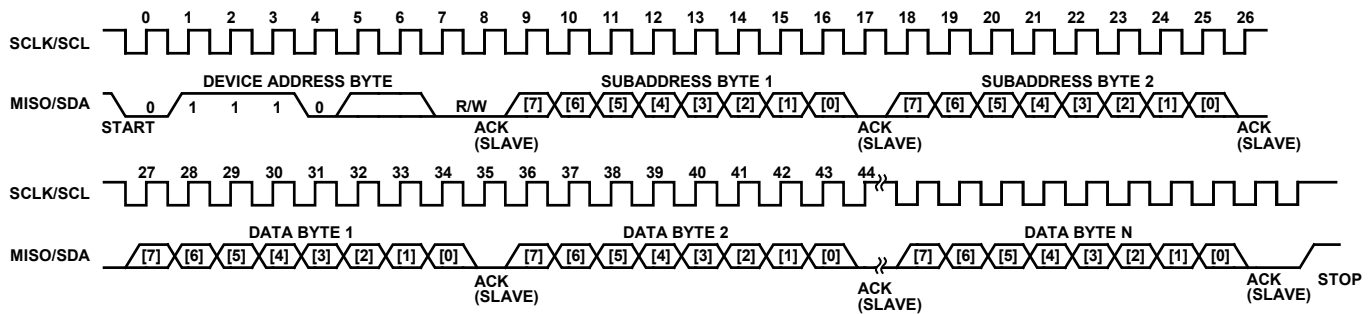 0 1 2 3 4 5 6 7 8 9 10 11 12 13 14 15 16 17 18 19 20 21 22 23 24 25 26
SCLK/SCL
DEVICE ADDRESS BYTE SUBADDRESS BYTE 1 SUBADDRESS BYTE 2
MISO/SDA 0 1 1 1 0 R/W [7] [6] [5] [4] [3] [2] [1] [0] [7] [6] [5] [4] [3] [2] [1] [0]
START ACK (SLAVE) ACK (SLAVE) ACK (SLAVE)
27 28 29 30 31 32 33 34 35 36 37 38 39 40 41 42 43 44
SCLK/SCL
DATA BYTE 1 DATA BYTE 2 DATA BYTE N
MISO/SDA [7] [6] [5] [4] [3] [2] [1] [0] [7] [6] [5] [4] [3] [2] [1] [0] [7] [6] [5] [4] [3] [2] [1] [0]
ACK (SLAVE) ACK (SLAVE) ACK (SLAVE) STOP